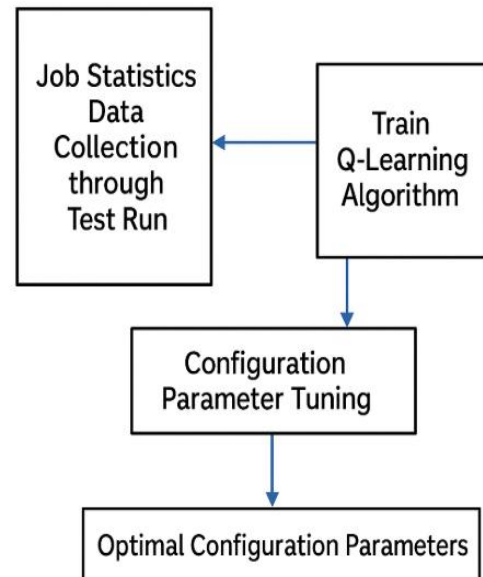 Job Statistics
Data
Collection
through
Test Run
Train
Q-Learning
Algorithm
Configuration
Parameter Tuning
Optimal Configuration Parameters